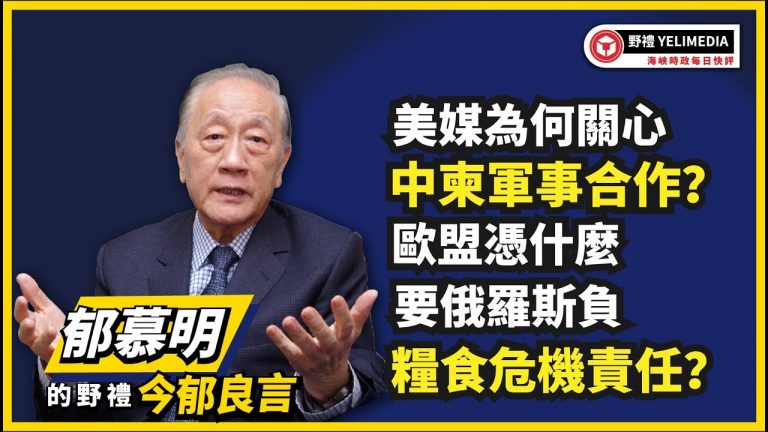 野禮 YELIMEDIA
海峽時政每日快評
美媒為何關心
中柬軍事合作?
歐盟憑什麼
要俄羅斯負
糧食危機責任?
郁慕明
的野禮 今郁良言